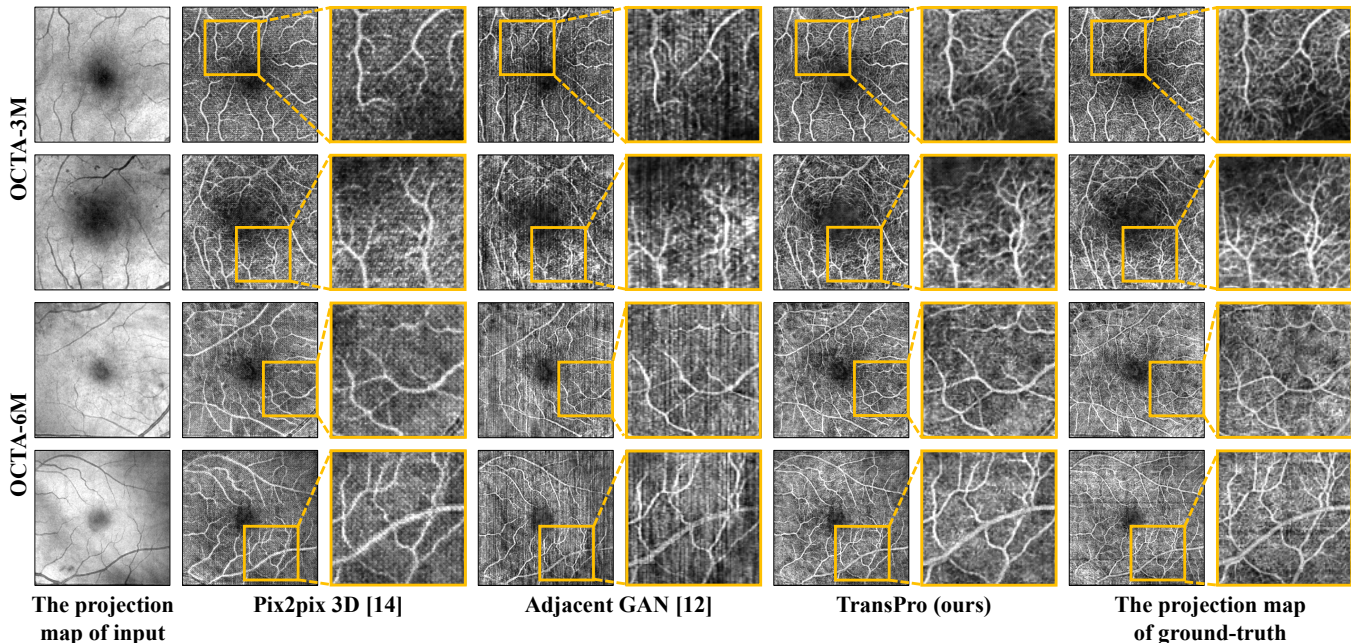 OCTA-3M
OCTA-6M
The projection
map of input
Pix2pix 3D [14]
Adjacent GAN [12]
TransPro (ours)
The projection map
of ground-truth